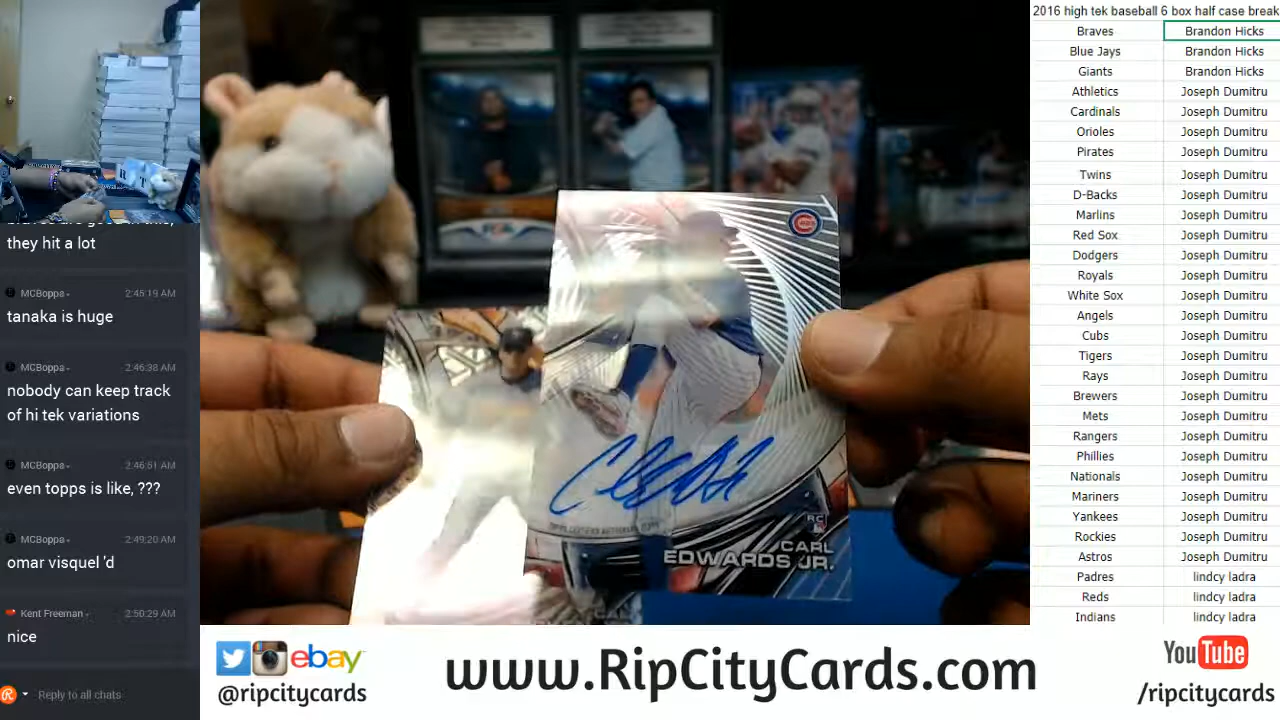 they hit a lot
MCBoppa
2:45:19 AM
tanaka is huge
MCBoppa
2:46:38 AM
nobody can keep track
of hi tek variations
MCBoppa
2:46:51 AM
even topps is like, ???
MCBoppa
2:49:20 AM
omar visquel 'd
Kent Freeman
2:50:29 AM
nice
Reply to all chats
CUBS
TOPPS CERTIFIED AUTOGRAPH ISSUE
RC
CARL
EDWARDS JR.
2016 high tek baseball 6 box half case break
Braves Brandon Hicks
Blue Jays Brandon Hicks
Giants Brandon Hicks
Athletics Joseph Dumitru
Cardinals Joseph Dumitru
Orioles Joseph Dumitru
Pirates Joseph Dumitru
Twins Joseph Dumitru
D-Backs Joseph Dumitru
Marlins Joseph Dumitru
Red Sox Joseph Dumitru
Dodgers Joseph Dumitru
Royals Joseph Dumitru
White Sox Joseph Dumitru
Angels Joseph Dumitru
Cubs Joseph Dumitru
Tigers Joseph Dumitru
Rays Joseph Dumitru
Brewers Joseph Dumitru
Mets Joseph Dumitru
Rangers Joseph Dumitru
Phillies Joseph Dumitru
Nationals Joseph Dumitru
Mariners Joseph Dumitru
Yankees Joseph Dumitru
Rockies Joseph Dumitru
Astros Joseph Dumitru
Padres lindcy ladra
Reds lindcy ladra
Indians lindcy ladra
ebay
@ripcitycards
www.RipCityCards.com
YouTube
/ripcitycards